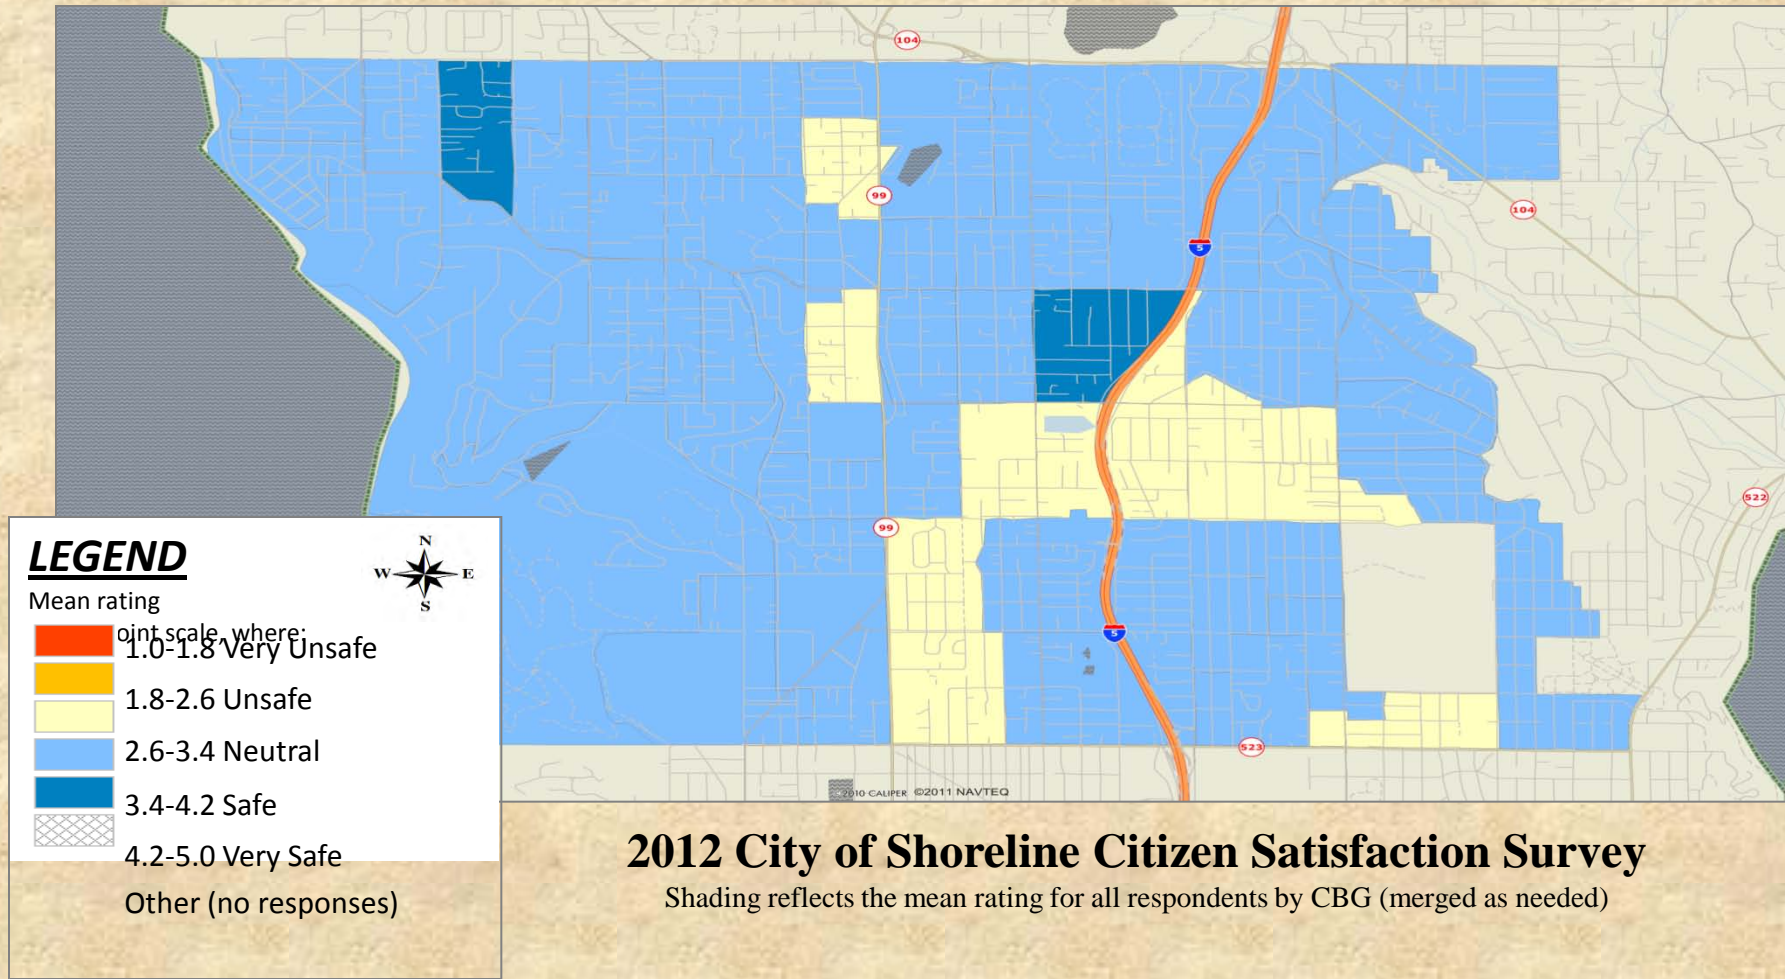 104
99
5
104
522
99
5
523
2010 CALIPER ©2011 NAVTEQ
LEGEND
N
W E
S
Mean rating
oint scale, where:
1.0-1.8 Very Unsafe
1.8-2.6 Unsafe
2.6-3.4 Neutral
3.4-4.2 Safe
4.2-5.0 Very Safe
Other (no responses)
2012 City of Shoreline Citizen Satisfaction Survey
Shading reflects the mean rating for all respondents by CBG (merged as needed)